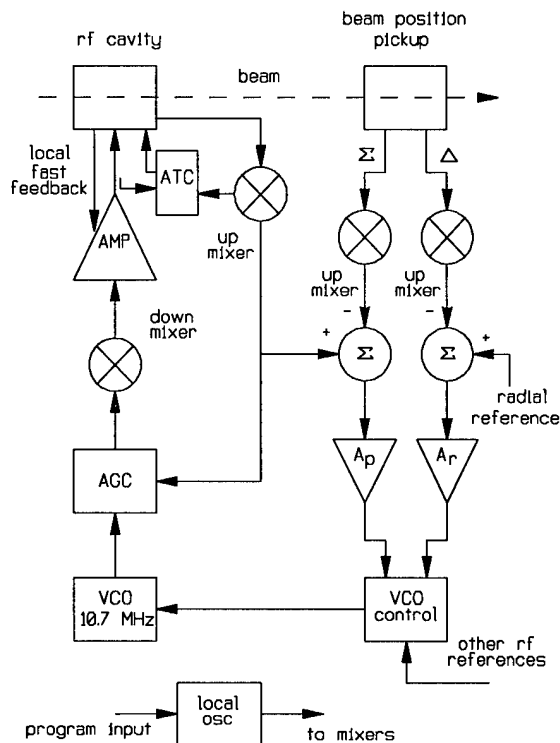 rf cavity
beam position
pickup
beam
local
fast
feedback
ATC
Σ
Δ
AMP
up
mixer
up
mixer
up
mixer
down
mixer
-
-
+
Σ
Σ
+
radial
reference
AGC
Ap
Ar
VCO
10.7 MHz
VCO
control
other rf
references
local
osc
program input
to mixers